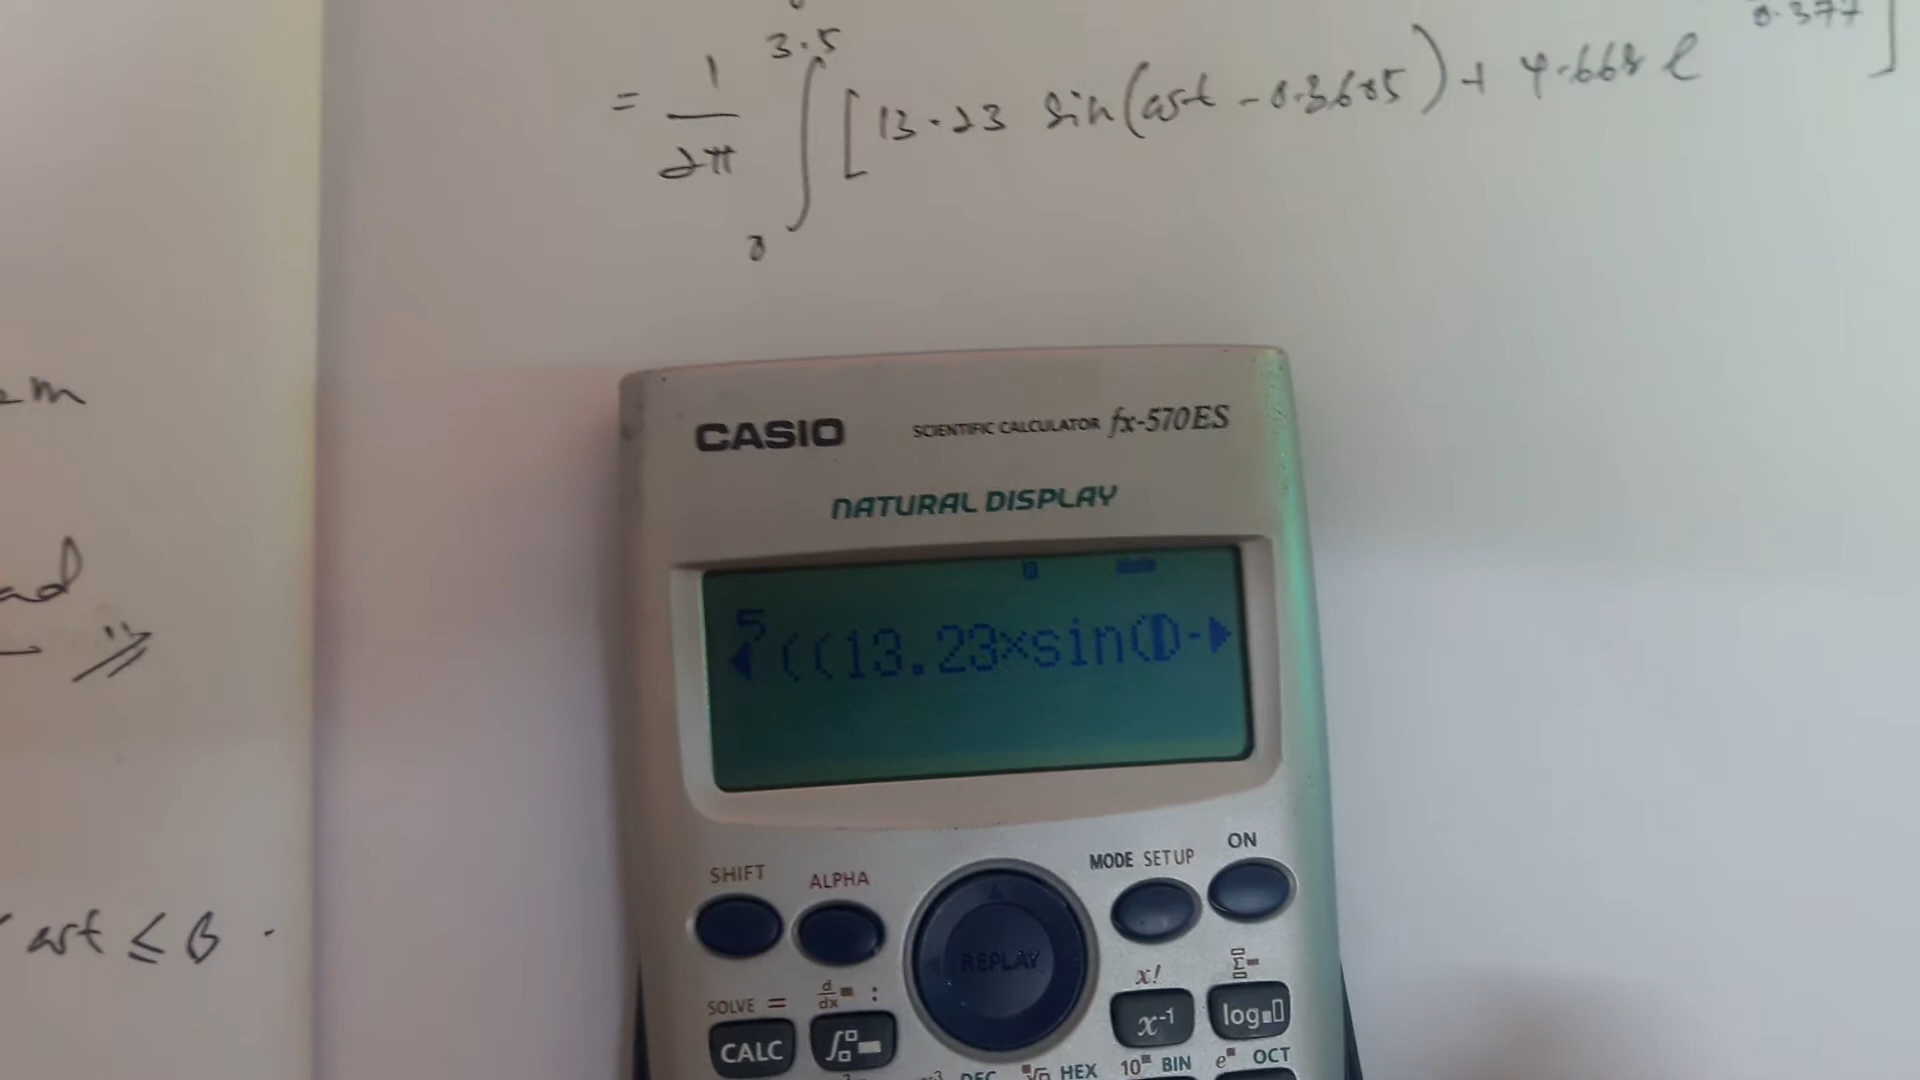 = 1/2π ∫ 0 3.5 [13.23 sin(ωt - 0.3685) + 4.668 e 0.377]
ad
ωt ≤ β.
CASIO SCIENTIFIC CALCULATOR fx-570ES
NATURAL DISPLAY
5
((13.23×sin(D-
SHIFT ALPHA MODE SETUP ON
REPLAY
SOLVE = d/dx : x! Σ
CALC ∫ x⁻¹ log
DEC HEX 10 BIN e OCT